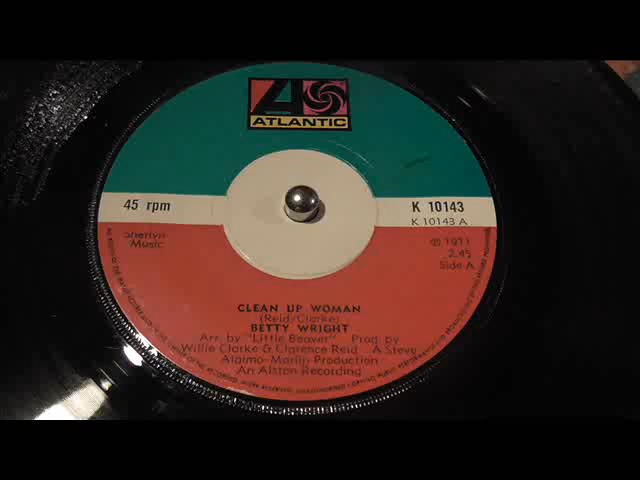 ATLANTIC
45 rpm
K 10143
K 10143 A
Sherlyn
Music
℗ 1971
2.45
Side A
CLEAN UP WOMAN
(Reid/Clarke)
BETTY WRIGHT
Arr. by "Little Beaver" Prod. by
Willie Clarke & Clarence Reid A Steve
Alaimo-Marlin Production
An Alston Recording